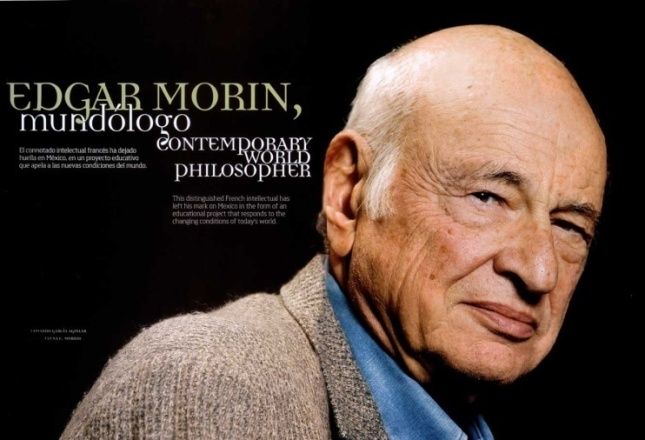 EDGAR MORIN,
mundólogo
CONTEMPORARY
WORLD
PHILOSOPHER
El connotado intelectual francés ha dejado
huella en México, en un proyecto educativo
que apela a las nuevas condiciones del mundo.
This distinguished French intellectual has
left his mark on Mexico in the form of an
educational project that responds to the
changing conditions of today's world.
GARCÍA AGUILAR